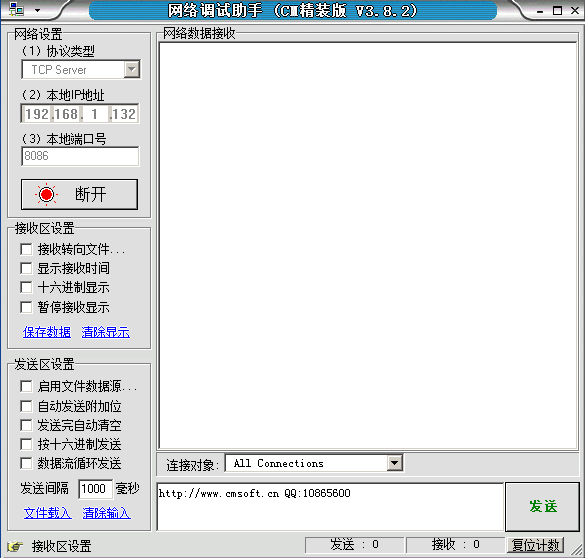 网络调试助手 (CM精装版 V3.8.2)
网络设置
(1) 协议类型
TCP Server
(2) 本地IP地址
192.168. 1 .132
(3) 本地端口号
8086
断开
接收区设置
接收转向文件...
显示接收时间
十六进制显示
暂停接收显示
保存数据 清除显示
发送区设置
启用文件数据源...
自动发送附加位
发送完自动清空
按十六进制发送
数据流循环发送
发送间隔 1000 毫秒
文件载入 清除输入
网络数据接收
连接对象: All Connections
http://www.cmsoft.cn QQ:10865600
发送
接收区设置
发送 : 0
接收 : 0
复位计数